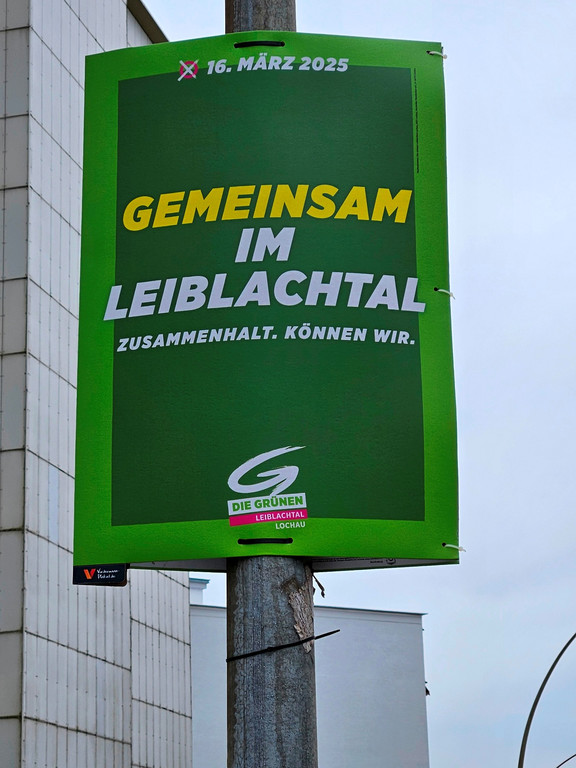 16. MÄRZ 2025
GEMEINSAM
IM
LEIBLACHTAL
ZUSAMMENHALT. KÖNNEN WIR.
DIE GRÜNEN
LEIBLACHTAL
LOCHAU